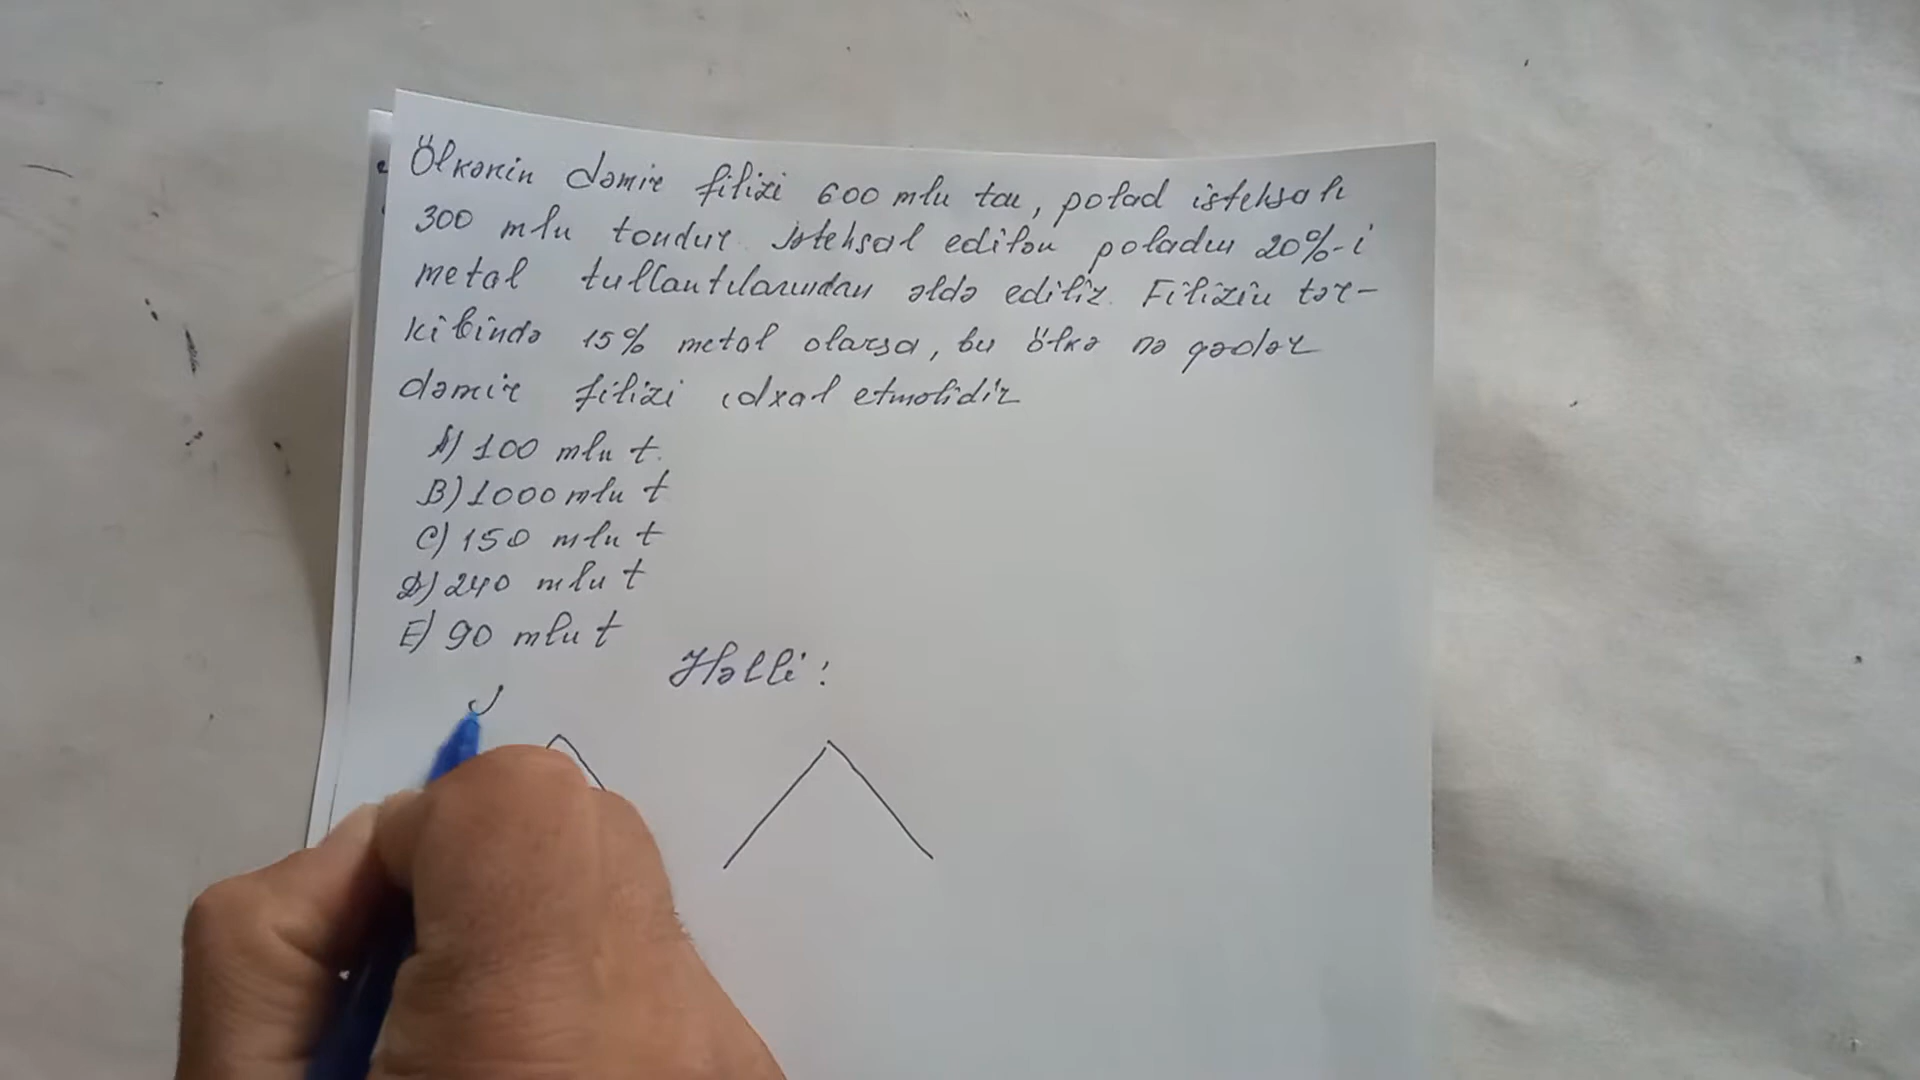 Ölkənin dəmir filizi 600 mln ton, polad istehsalı
300 mln tondur. İstehsal edilən poladın 20%-i
metal tullantılarından əldə edilir. Filizin tər-
kibində 15% metal olarsa, bu ölkə nə qədər
dəmir filizi idxal etməlidir
A) 100 mln t.
B) 1000 mln t
C) 150 mln t
D) 240 mln t
E) 90 mln t
Həlli: